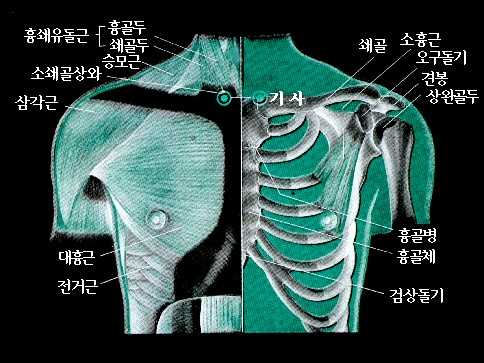 흉쇄유돌근
흉골두
쇄골두
승모근
소쇄골상와
삼각근
대흉근
전거근
기사
쇄골
소흉근
오구돌기
견봉
상완골두
흉골병
흉골체
검상돌기